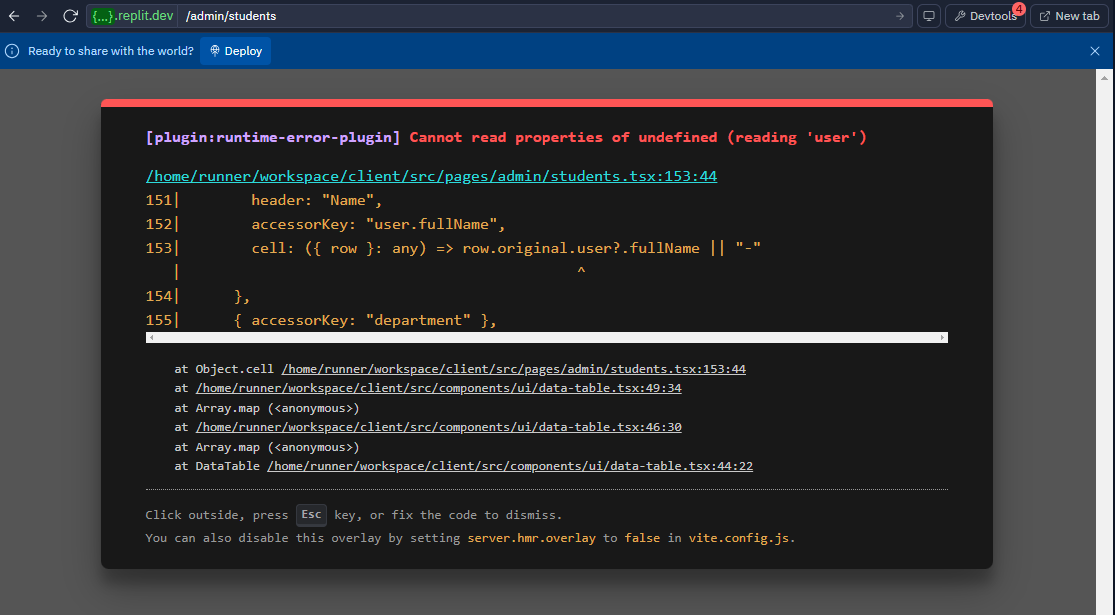 {...}.replit.dev /admin/students Devtools 4 New tab
Ready to share with the world? Deploy
[plugin:runtime-error-plugin] Cannot read properties of undefined (reading 'user')
/home/runner/workspace/client/src/pages/admin/students.tsx:153:44
151|        header: "Name",
152|        accessorKey: "user.fullName",
153|        cell: ({ row }: any) => row.original.user?.fullName || "-"
   |                                             ^
154|      },
155|      { accessorKey: "department" },
at Object.cell /home/runner/workspace/client/src/pages/admin/students.tsx:153:44
at /home/runner/workspace/client/src/components/ui/data-table.tsx:49:34
at Array.map (<anonymous>)
at /home/runner/workspace/client/src/components/ui/data-table.tsx:46:30
at Array.map (<anonymous>)
at DataTable /home/runner/workspace/client/src/components/ui/data-table.tsx:44:22
Click outside, press Esc key, or fix the code to dismiss.
You can also disable this overlay by setting server.hmr.overlay to false in vite.config.js.